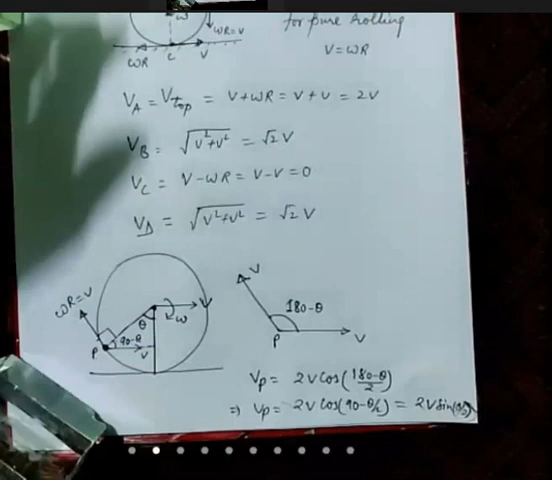 for pure rolling
ω
ωR=V
ωR C V
V=ωR
V_A = V_top = V+ωR = V+V = 2V
V_B = √(V²+V²) = √2 V
V_C = V-ωR = V-V = 0
V_D = √(V²+V²) = √2 V
ωR=V
θ
ω
V
90-θ
P
V
V
180-θ
P
V
V_P = 2V cos((180-θ)/2)
⇒ V_P = 2V cos(90-θ/2) = 2V sin(θ/2)